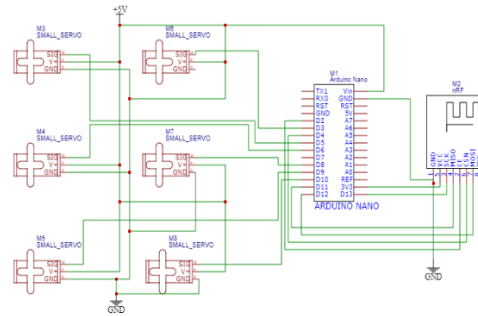 +5V
M3
SMALL_SERVO
SIG
V+
GND
M6
SMALL_SERVO
SIG
V+
GND
M4
SMALL_SERVO
SIG
V+
GND
M7
SMALL_SERVO
SIG
V+
GND
M5
SMALL_SERVO
SIG
V+
GND
M8
SMALL_SERVO
SIG
V+
GND
GND
M1
Arduino Nano
TX1 Vin
RX0 GND
RST RST
GND 5V
D2 A7
D3 A6
D4 A5
D5 A4
D6 A3
D7 A2
D8 A1
D9 A0
D10 REF
D11 3V3
D12 D13
ARDUINO NANO
M2
nRF
GND
VCC
CE
CSN
SCK
MOSI
MISO
GND